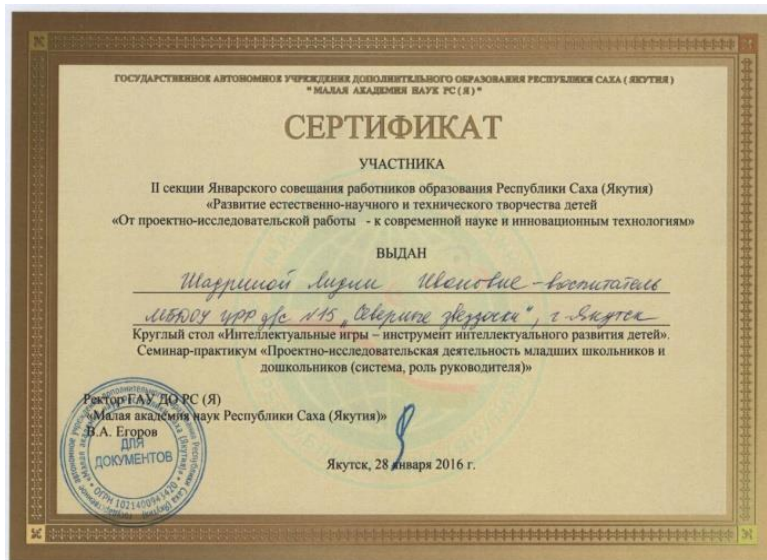 ГОСУДАРСТВЕННОЕ АВТОНОМНОЕ УЧРЕЖДЕНИЕ ДОПОЛНИТЕЛЬНОГО ОБРАЗОВАНИЯ РЕСПУБЛИКИ САХА ( ЯКУТИЯ )
" МАЛАЯ АКАДЕМИЯ НАУК РС ( Я ) "
СЕРТИФИКАТ
УЧАСТНИКА
II секции Январского совещания работников образования Республики Саха (Якутия)
«Развитие естественно-научного и технического творчества детей
«От проектно-исследовательской работы - к современной науке и инновационным технологиям»
ВЫДАН
Шадриной Лидии Ивановне - воспитатель
МБДОУ ЦРР д/с №15 „Северные звездочки", г. Якутск
Круглый стол «Интеллектуальные игры – инструмент интеллектуального развития детей».
Семинар-практикум «Проектно-исследовательская деятельность младших школьников и
дошкольников (система, роль руководителя)»
Ректор ГАУ ДО РС (Я)
«Малая академия наук Республики Саха (Якутия)»
В.А. Егоров
ДЛЯ
ДОКУМЕНТОВ
Якутск, 28 января 2016 г.